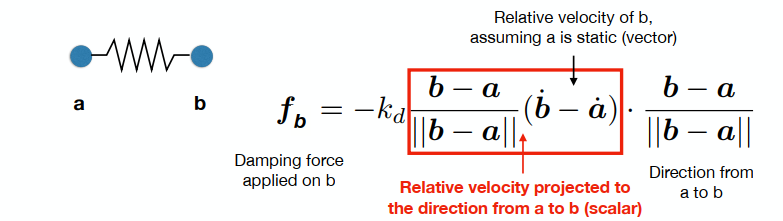 Relative velocity of b,
assuming a is static (vector)
a
b
f_b = −k_d (b − a)/||b − a|| (ḃ − ȧ) · (b − a)/||b − a||
Damping force
applied on b
Relative velocity projected to
the direction from a to b (scalar)
Direction from
a to b